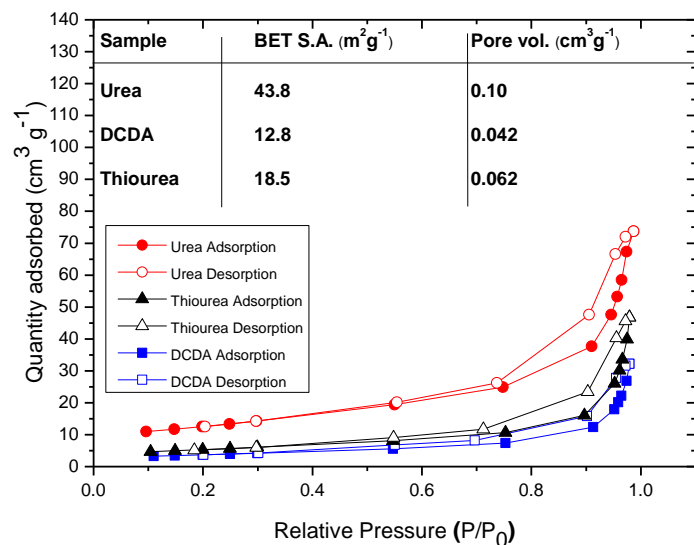 Sample BET S.A. (m²g⁻¹) Pore vol. (cm³g⁻¹)
Urea 43.8 0.10
DCDA 12.8 0.042
Thiourea 18.5 0.062
Urea Adsorption
Urea Desorption
Thiourea Adsorption
Thiourea Desorption
DCDA Adsorption
DCDA Desorption
Quantity adsorbed (cm³ g⁻¹)
140
130
120
110
100
90
80
70
60
50
40
30
20
10
0
0.0 0.2 0.4 0.6 0.8 1.0
Relative Pressure (P/P₀)